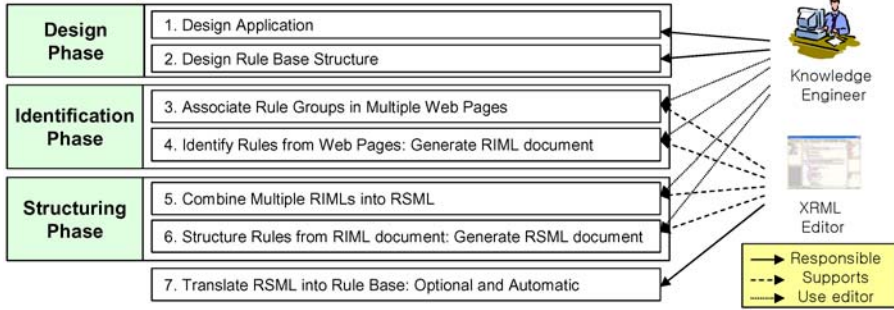 Design
Phase
1. Design Application
2. Design Rule Base Structure
Identification
Phase
3. Associate Rule Groups in Multiple Web Pages
4. Identify Rules from Web Pages: Generate RIML document
Structuring
Phase
5. Combine Multiple RIMLs into RSML
6. Structure Rules from RIML document: Generate RSML document
7. Translate RSML into Rule Base: Optional and Automatic
Knowledge
Engineer
XRML
Editor
Responsible
Supports
Use editor